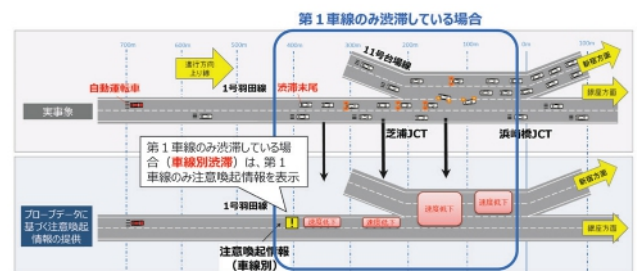 第１車線のみ渋滞している場合
700m
600m
500m
400m
300m
200m
100m
0m
500m
進行方向
上り線
11号台場線
新宿方面
自動運転車
1号羽田線
渋滞末尾
銀座方面
実事象
芝浦JCT
浜崎橋JCT
第１車線のみ渋滞している場
合（車線別渋滞）は、第１
車線のみ注意喚起情報を表示
新宿方面
プローブデータに
基づく注意喚起
情報の提供
1号羽田線
速度低下
速度低下
速度低下
速度低下
銀座方面
注意喚起情報
（車線別）